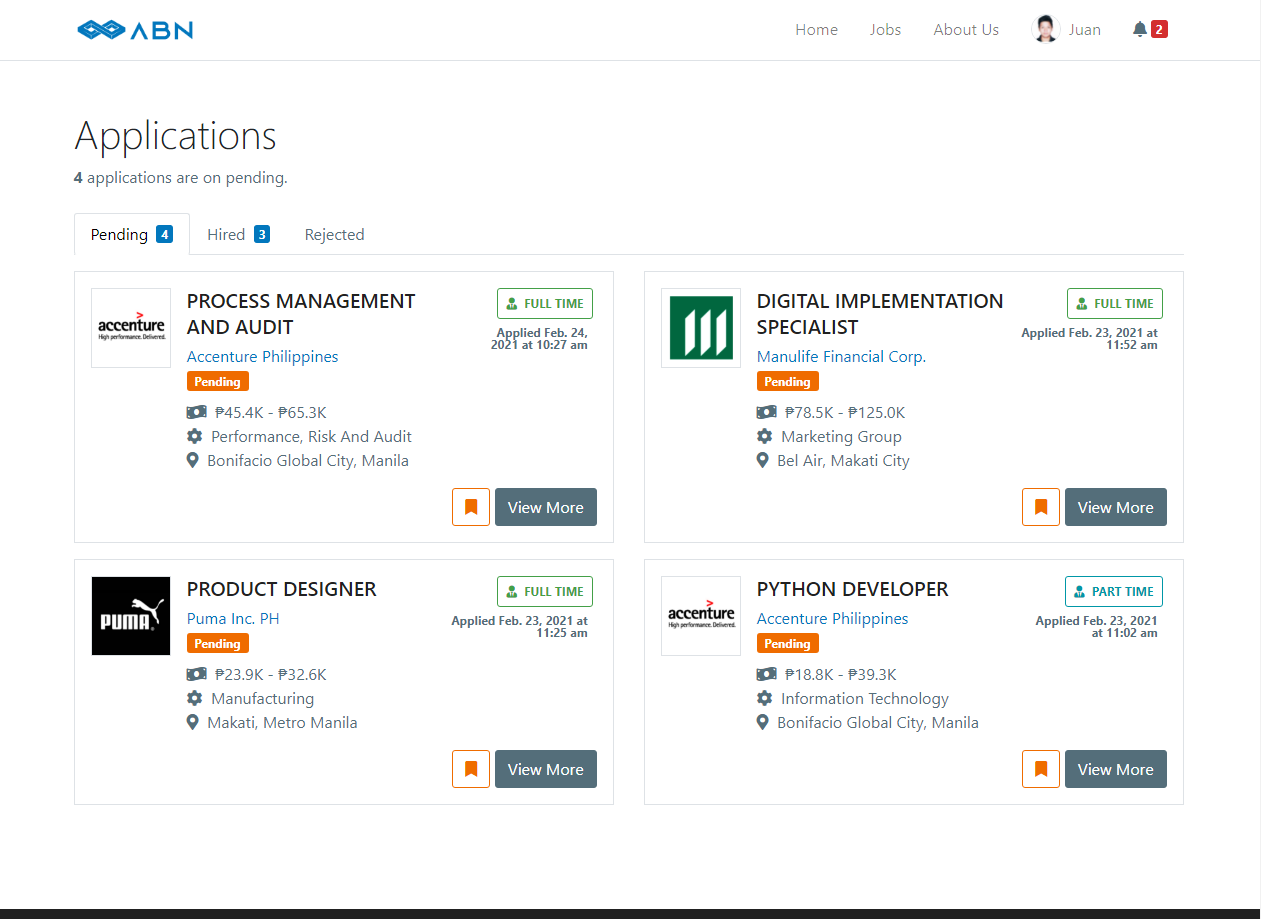 ABN
Home Jobs About Us Juan 2
Applications
4 applications are on pending.
Pending 4 Hired 3 Rejected
accenture
High performance. Delivered.
PROCESS MANAGEMENT
AND AUDIT
FULL TIME
Applied Feb. 24,
2021 at 10:27 am
Accenture Philippines
Pending
₱45.4K - ₱65.3K
Performance, Risk And Audit
Bonifacio Global City, Manila
View More
DIGITAL IMPLEMENTATION
SPECIALIST
FULL TIME
Applied Feb. 23, 2021 at
11:52 am
Manulife Financial Corp.
Pending
₱78.5K - ₱125.0K
Marketing Group
Bel Air, Makati City
View More
PUMA
PRODUCT DESIGNER
FULL TIME
Applied Feb. 23, 2021 at
11:25 am
Puma Inc. PH
Pending
₱23.9K - ₱32.6K
Manufacturing
Makati, Metro Manila
View More
accenture
High performance. Delivered.
PYTHON DEVELOPER
PART TIME
Applied Feb. 23, 2021
at 11:02 am
Accenture Philippines
Pending
₱18.8K - ₱39.3K
Information Technology
Bonifacio Global City, Manila
View More